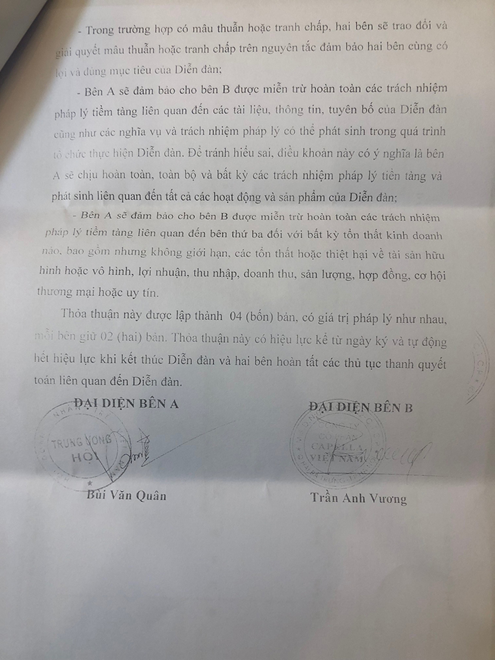 - Trong trường hợp có mâu thuẫn hoặc tranh chấp, hai bên sẽ trao đổi và
giải quyết mâu thuẫn hoặc tranh chấp trên nguyên tắc đảm bảo hai bên cùng có
lợi và đúng mục tiêu của Diễn đàn;
- Bên A sẽ đảm bảo cho bên B được miễn trừ hoàn toàn các trách nhiệm
pháp lý tiềm tàng liên quan đến các tài liệu, thông tin, tuyên bố của Diễn đàn
cũng như các nghĩa vụ và trách nhiệm pháp lý có thể phát sinh trong quá trình
tổ chức thực hiện Diễn đàn. Để tránh hiểu sai, điều khoản này có ý nghĩa là bên
A sẽ chịu hoàn toàn, toàn bộ và bất kỳ các trách nhiệm pháp lý tiềm tàng và
phát sinh liên quan đến tất cả các hoạt động và sản phẩm của Diễn đàn;
- Bên A sẽ đảm bảo cho bên B được miễn trừ hoàn toàn các trách nhiệm
pháp lý tiềm tàng liên quan đến bên thứ ba đối với bất kỳ tổn thất kinh doanh
nào, bao gồm nhưng không giới hạn, các tổn thất hoặc thiệt hại về tài sản hữu
hình hoặc vô hình, lợi nhuận, thu nhập, doanh thu, sản lượng, hợp đồng, cơ hội
thương mại hoặc uy tín.
Thỏa thuận này được lập thành 04 (bốn) bản, có giá trị pháp lý như nhau,
mỗi bên giữ 02 (hai) bản. Thỏa thuận này có hiệu lực kể từ ngày ký và tự động
hết hiệu lực khi kết thúc Diễn đàn và hai bên hoàn tất các thủ tục thanh quyết
toán liên quan đến Diễn đàn.
ĐẠI DIỆN BÊN A
ĐẠI DIỆN BÊN B
TRUNG
HỘI
CAPELLA
VIỆT NAM
Bùi Văn Quân
Trần Anh Vương